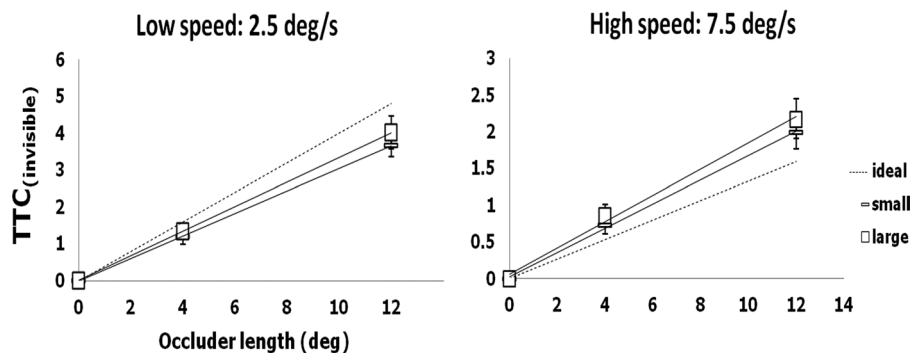 Low speed: 2.5 deg/s
TTC(invisible)
6
5
4
3
2
1
0
0 2 4 6 8 10 12
Occluder length (deg)
High speed: 7.5 deg/s
3
2.5
2
1.5
1
0.5
0
0 2 4 6 8 10 12 14
ideal
small
large